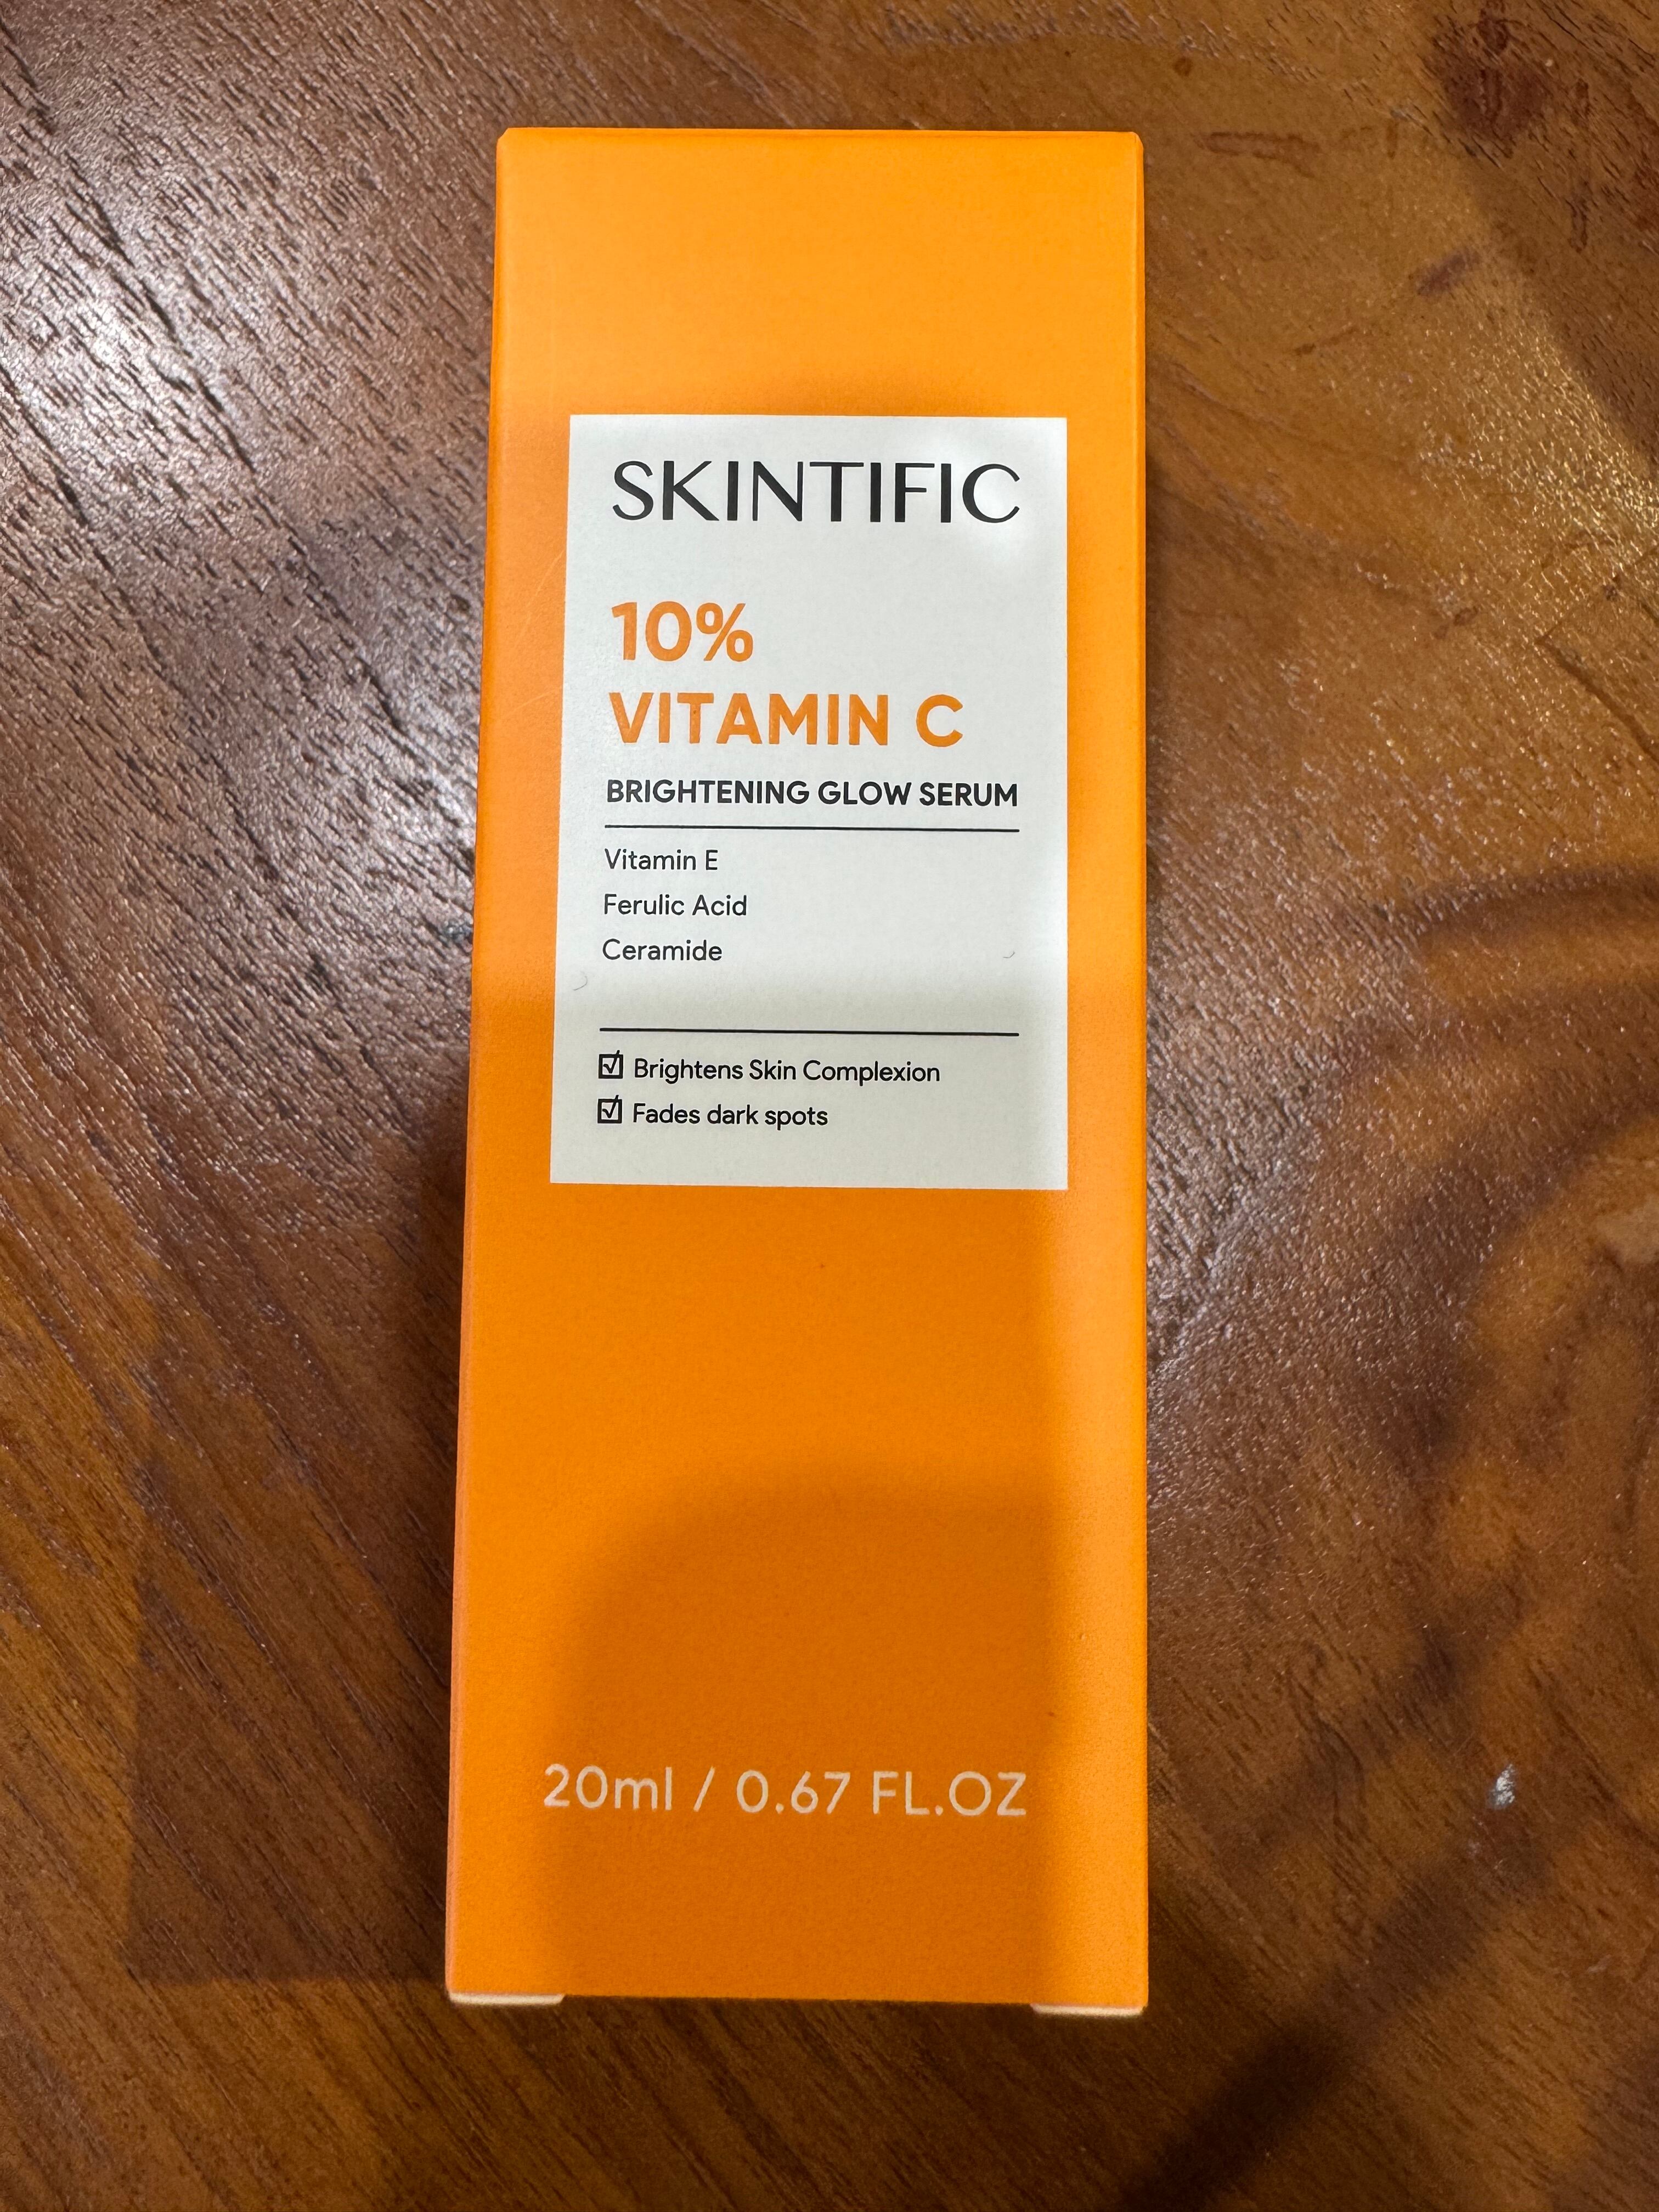 SKINTIFIC
10%
VITAMIN C
BRIGHTENING GLOW SERUM
Vitamin E
Ferulic Acid
Ceramide
☑ Brightens Skin Complexion
☑ Fades dark spots
20ml / 0.67 FL.OZ